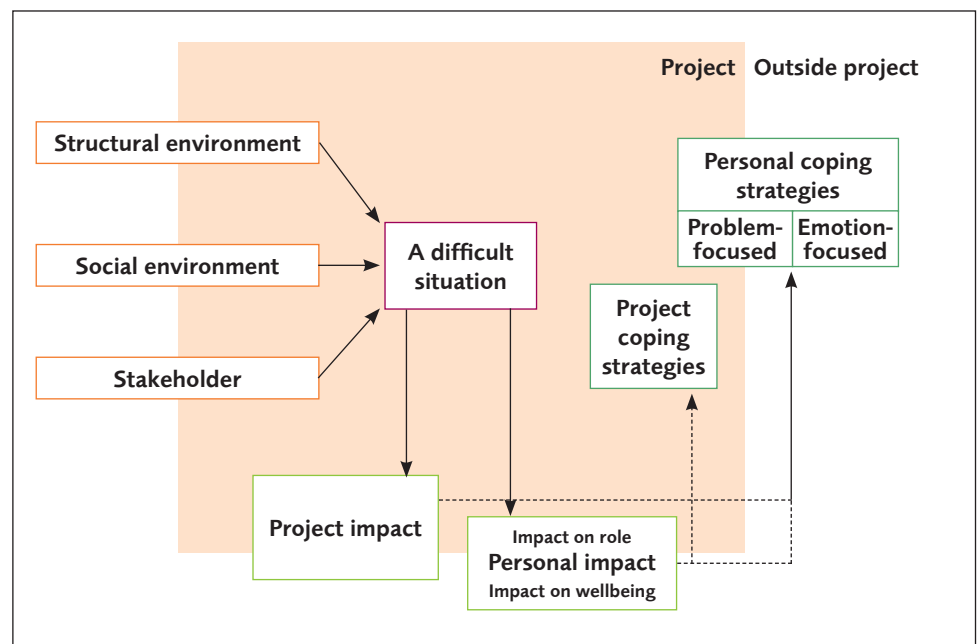 Project
Outside project
Structural environment
Personal coping
strategies
Problem-
focused
Emotion-
focused
Social environment
A difficult
situation
Project
coping
strategies
Stakeholder
Project impact
Impact on role
Personal impact
Impact on wellbeing